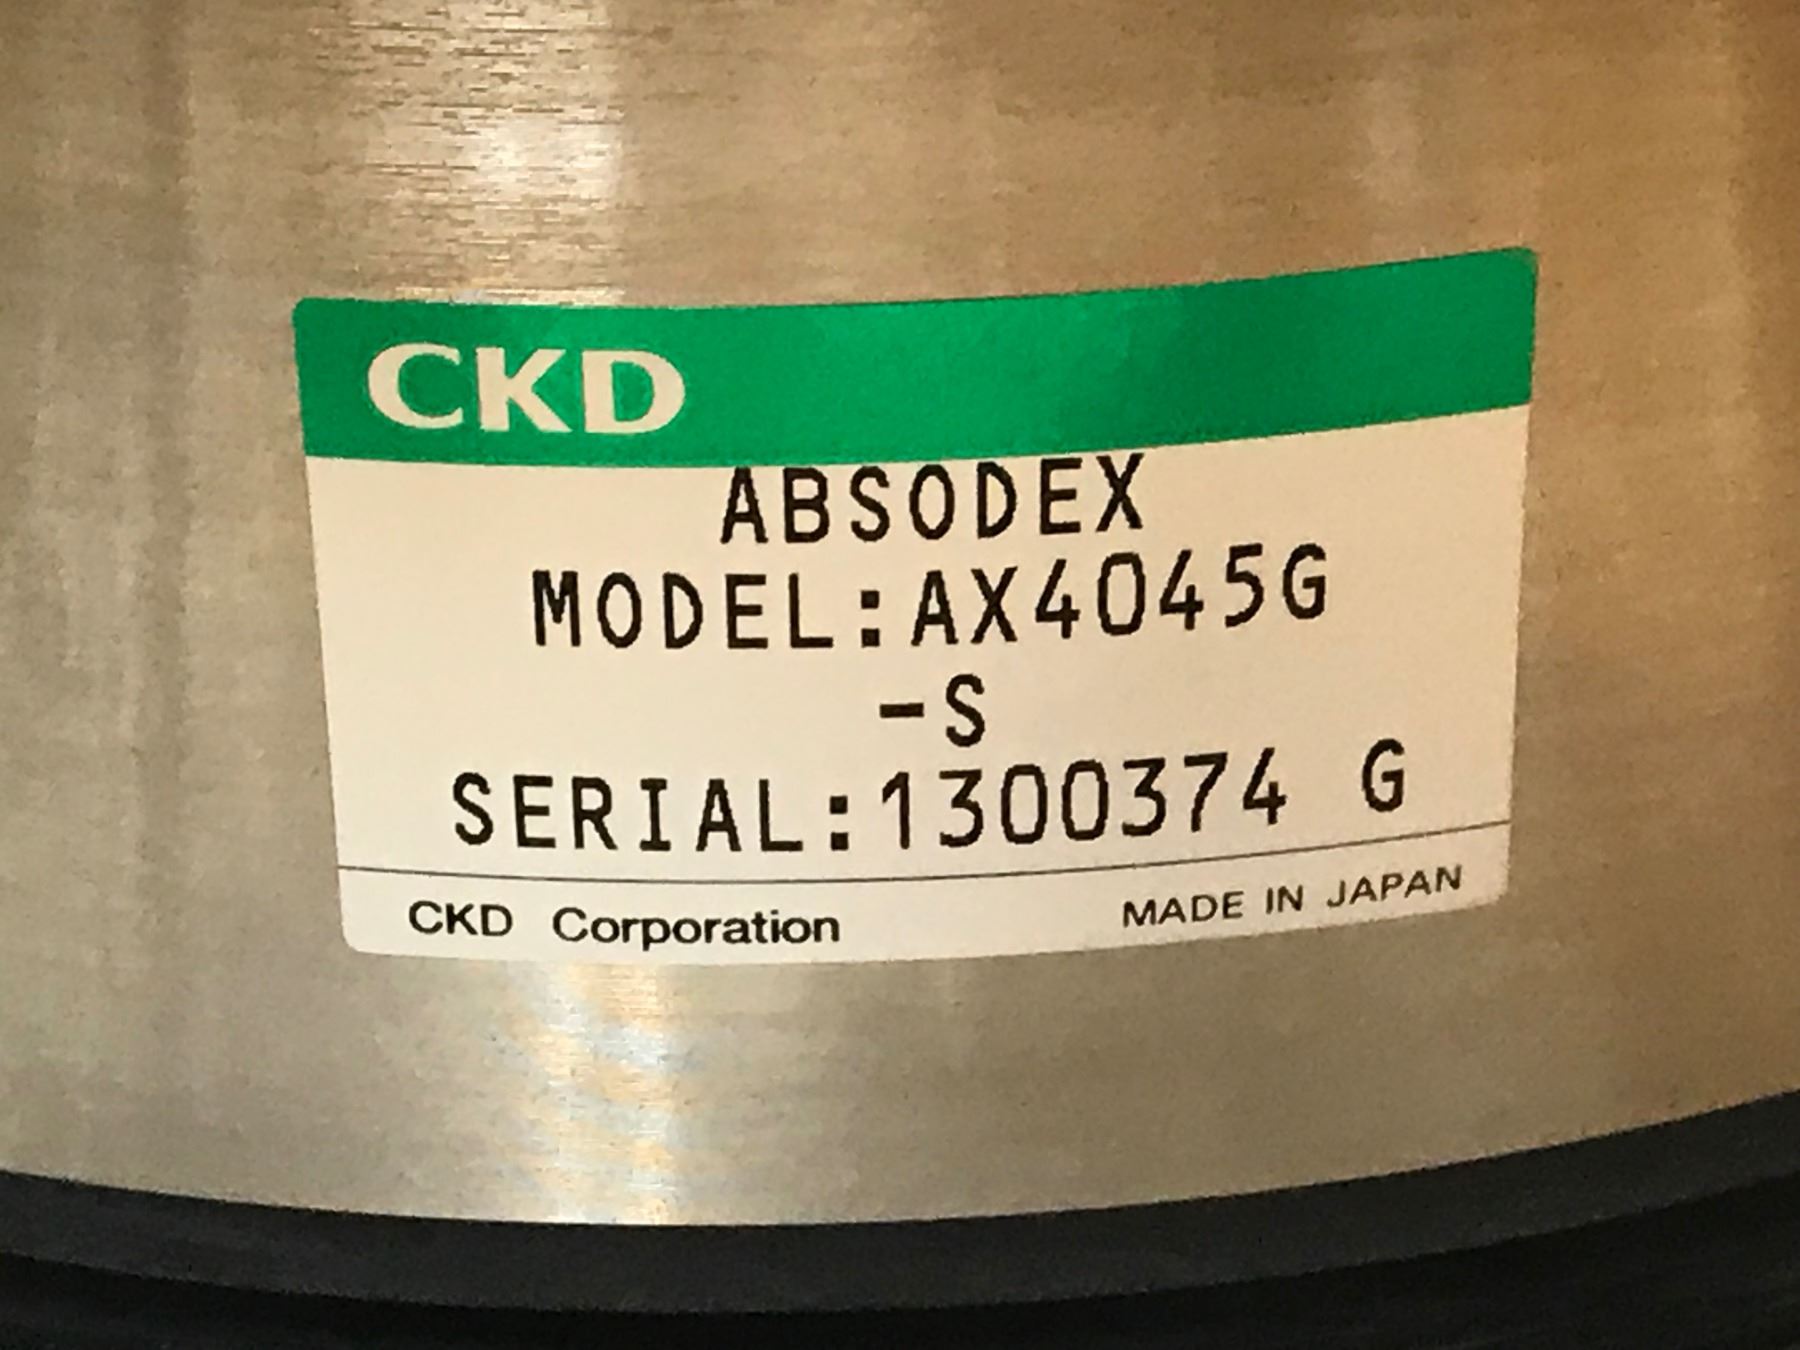 CKD
ABSODEX
MODEL:AX4045G
-S
SERIAL:1300374 G
CKD Corporation MADE IN JAPAN